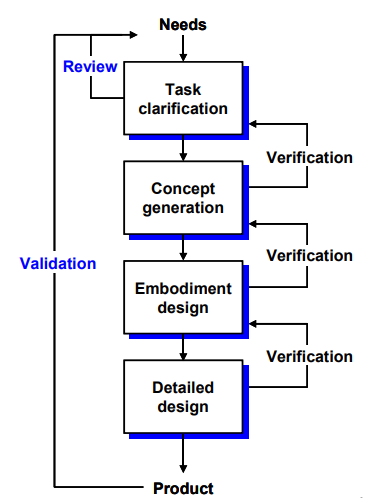 Needs
Review
Task
clarification
Verification
Concept
generation
Verification
Validation
Embodiment
design
Verification
Detailed
design
Product